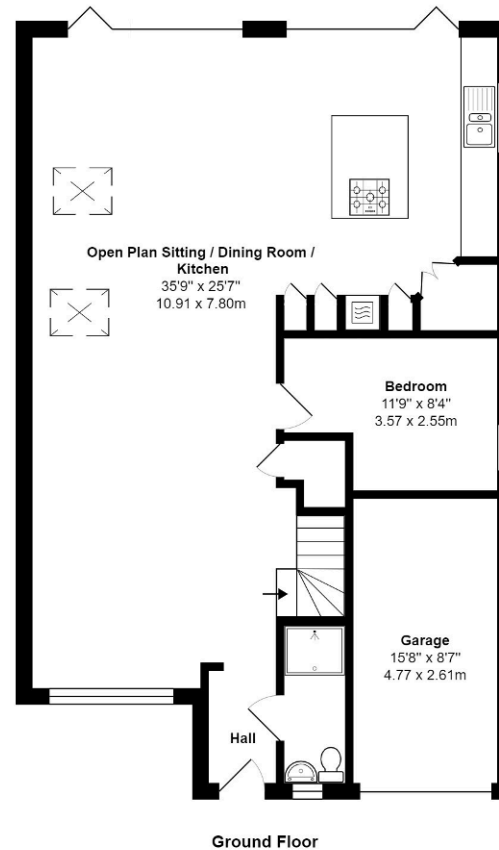 Open Plan Sitting / Dining Room /
Kitchen
35'9" x 25'7"
10.91 x 7.80m
Bedroom
11'9" x 8'4"
3.57 x 2.55m
Garage
15'8" x 8'7"
4.77 x 2.61m
Hall
Ground Floor